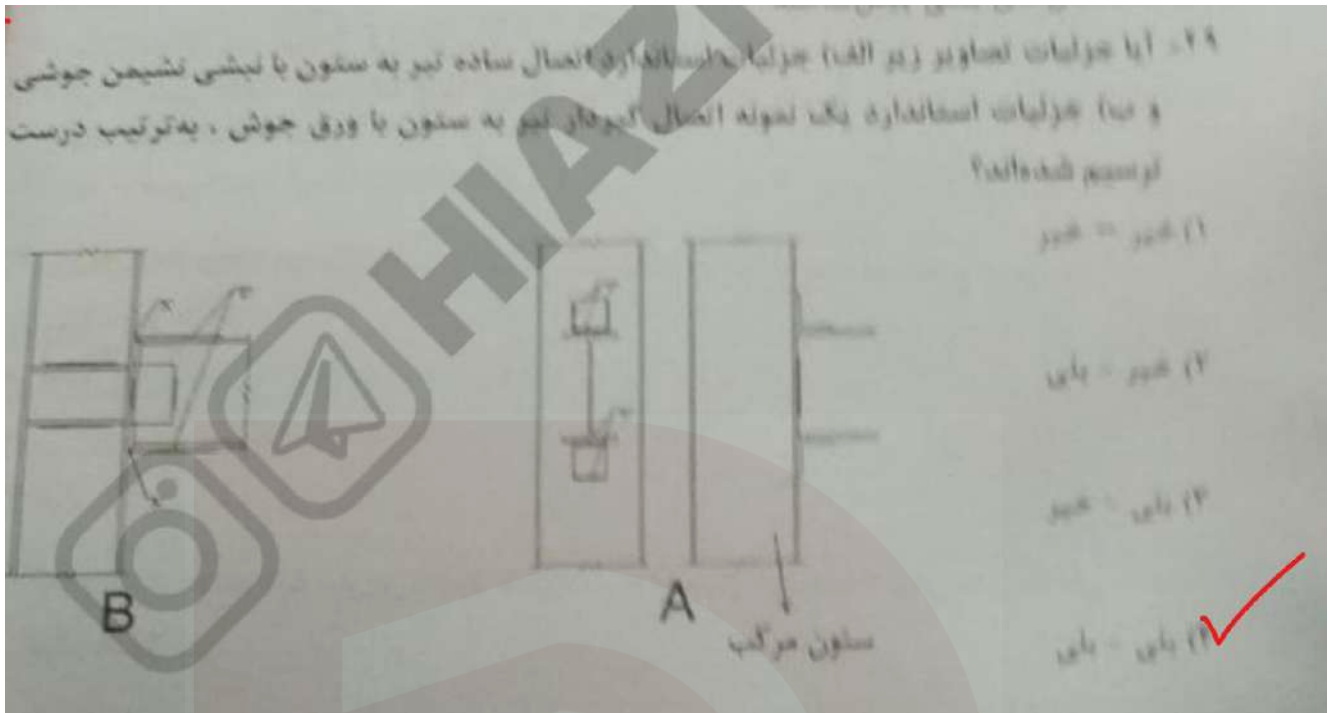 ۲۹- آیا جزئیات تصاویر زیر الف) جزئیات استاندارد اتصال ساده تیر به ستون با نبشی نشیمن جوشی
و ب) جزئیات استاندارد یک نمونه اتصال گیردار تیر به ستون با ورق جوش ، به‌ترتیب درست
ترسیم شده‌اند؟
۱) خیر - خیر
۲) خیر - بلی
۳) بلی - خیر
۴) بلی - بلی
ستون مرکب
A
B
HIAZI